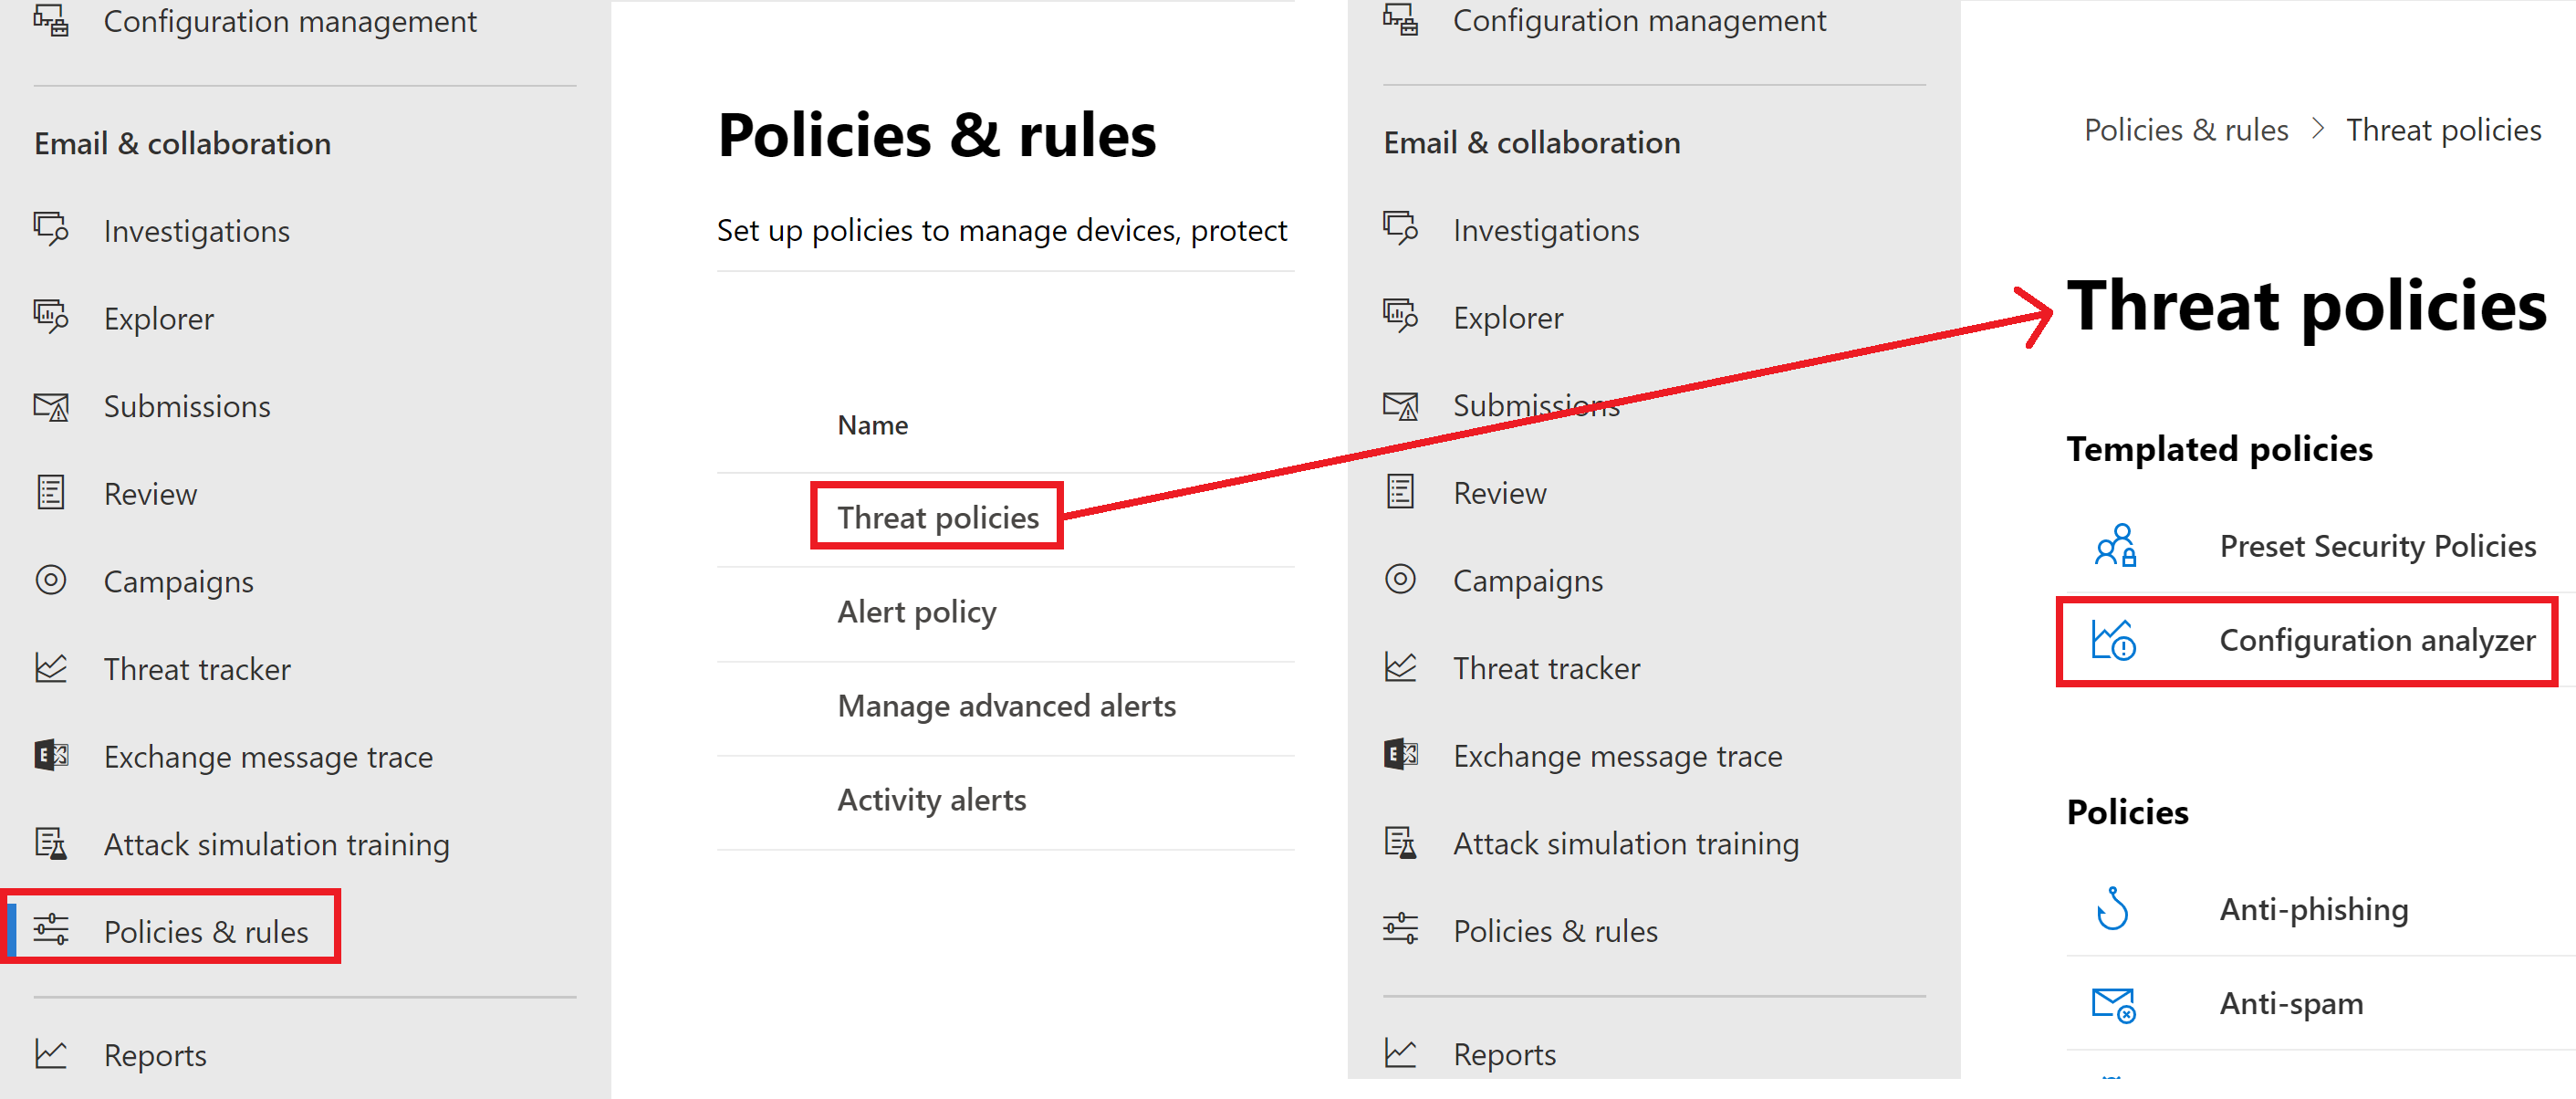 Configuration management
Email & collaboration
Investigations
Explorer
Submissions
Review
Campaigns
Threat tracker
Exchange message trace
Attack simulation training
Policies & rules
Reports
Policies & rules
Set up policies to manage devices, protect
Name
Threat policies
Alert policy
Manage advanced alerts
Activity alerts
Configuration management
Email & collaboration
Investigations
Explorer
Submissions
Review
Campaigns
Threat tracker
Exchange message trace
Attack simulation training
Policies & rules
Reports
Policies & rules > Threat policies
Threat policies
Templated policies
Preset Security Policies
Configuration analyzer
Policies
Anti-phishing
Anti-spam